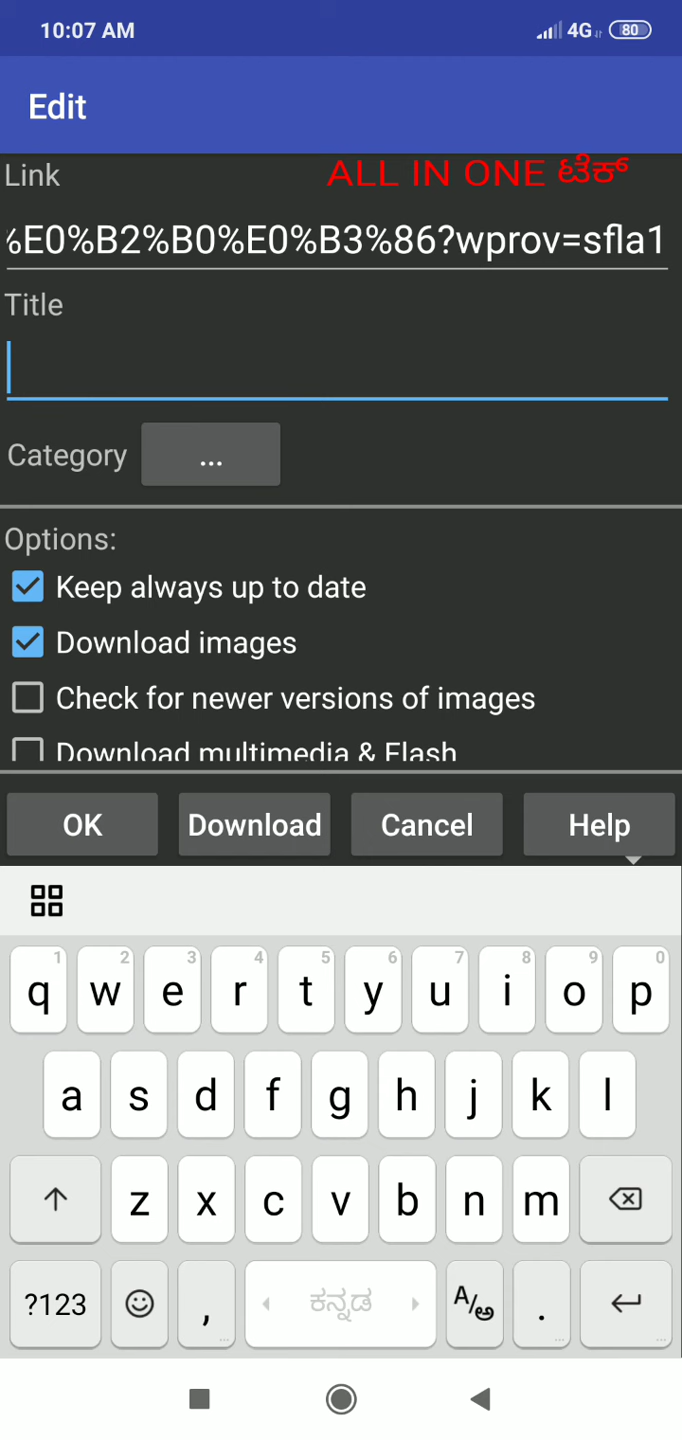 10:07 AM 4G 80
Edit
Link
ALL IN ONE ಟೆಕ್
%E0%B2%B0%E0%B3%86?wprov=sfla1
Title
Category ...
Options:
Keep always up to date
Download images
Check for newer versions of images
Download multimedia & Flash
OK Download Cancel Help
1 2 3 4 5 6 7 8 9 0
q w e r t y u i o p
a s d f g h j k l
z x c v b n m
?123 , ಕನ್ನಡ A/ಅ .